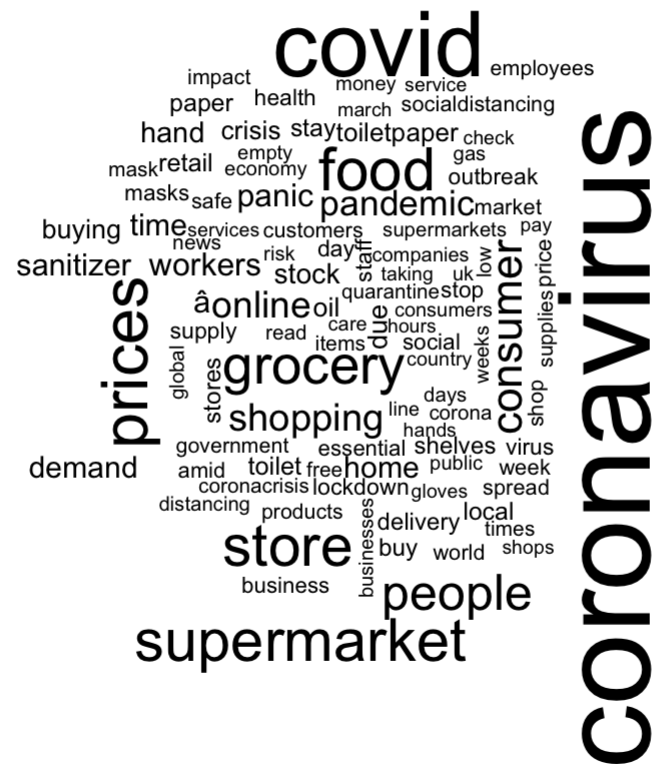 covid
employees
impact
money service
paper health
march socialdistancing
hand crisis stay toiletpaper check
empty
gas
mask retail economy food outbreak
masks safe panic pandemic market
buying time services customers supermarkets pay
news
sanitizer workers risk day staff companies low price
stock taking uk
quarantine stop
prices â online oil due consumers consumer supplies
supply read care hours
items social
global stores grocery country weeks
days
shopping line corona shop
hands
government essential shelves virus
demand amid toilet free home public week
coronacrisis lockdown gloves spread
distancing products businesses local
delivery times
store buy world shops
business
people
supermarket
coronavirus